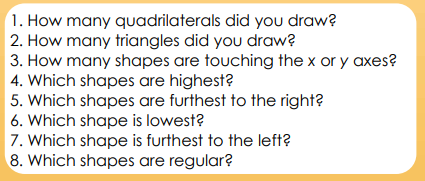 1. How many quadrilaterals did you draw?
2. How many triangles did you draw?
3. How many shapes are touching the x or y axes?
4. Which shapes are highest?
5. Which shapes are furthest to the right?
6. Which shape is lowest?
7. Which shape is furthest to the left?
8. Which shapes are regular?